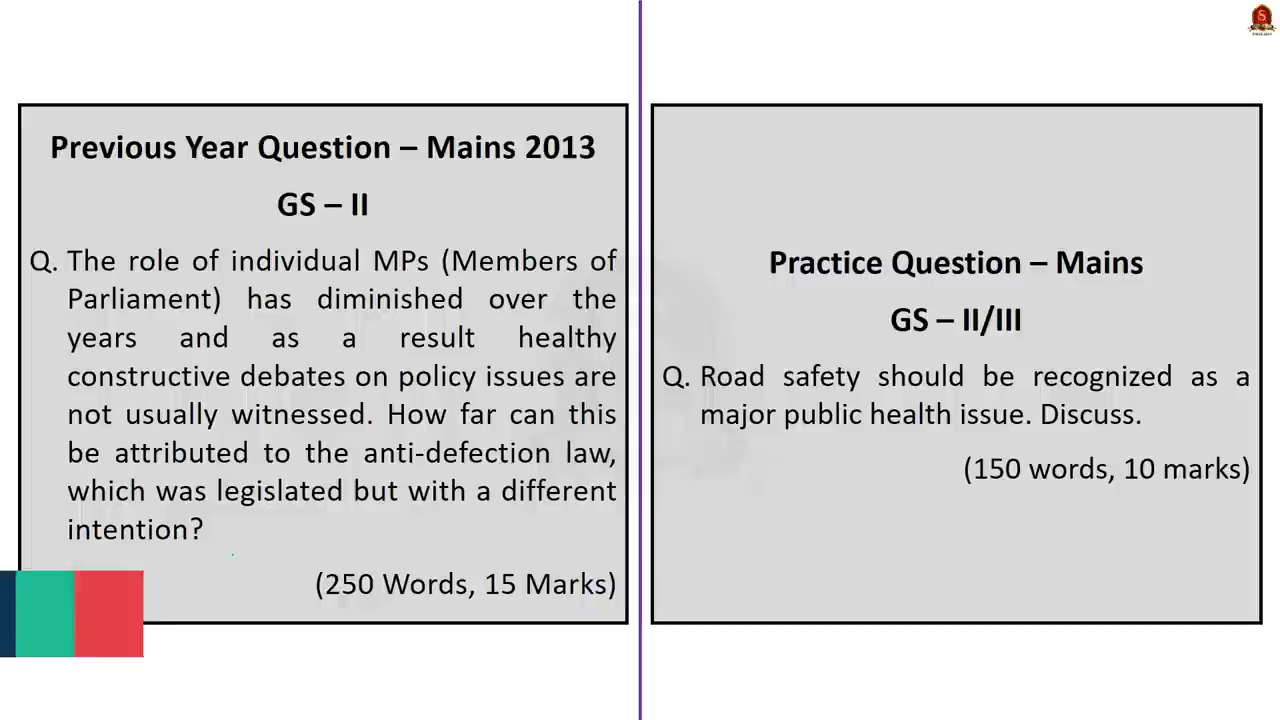 Previous Year Question – Mains 2013
GS – II
Q. The role of individual MPs (Members of
Parliament) has diminished over the
years and as a result healthy
constructive debates on policy issues are
not usually witnessed. How far can this
be attributed to the anti-defection law,
which was legislated but with a different
intention?
(250 Words, 15 Marks)
Practice Question – Mains
GS – II/III
Q. Road safety should be recognized as a
major public health issue. Discuss.
(150 words, 10 marks)